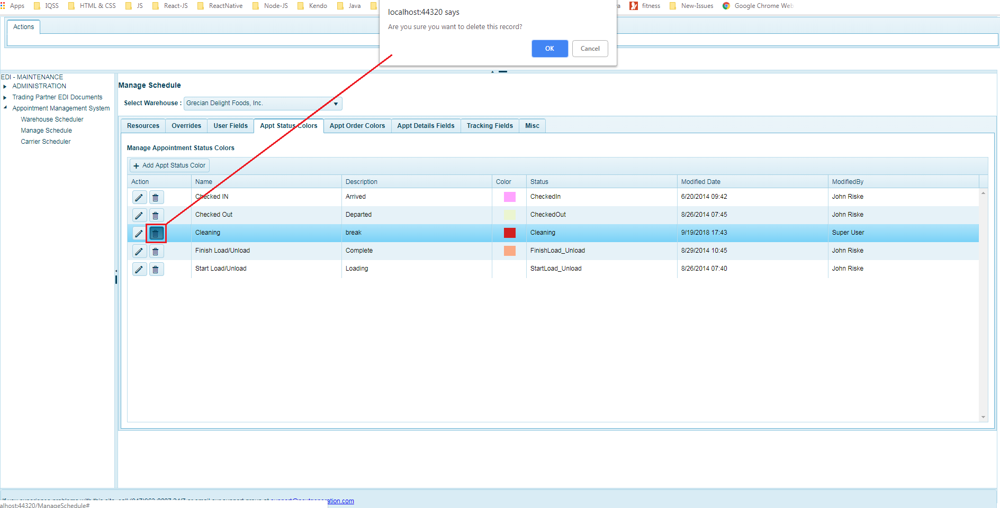 Apps IQSS HTML & CSS JS React-JS ReactNative Node-JS Kendo Java fitness New-Issues Google Chrome Web
localhost:44320 says
Are you sure you want to delete this record?
OK Cancel
Actions
EDI - MAINTENANCE
ADMINISTRATION
Trading Partner EDI Documents
Appointment Management System
Warehouse Scheduler
Manage Schedule
Carrier Scheduler
Manage Schedule
Select Warehouse : Grecian Delight Foods, Inc.
Resources Overrides User Fields Appt Status Colors Appt Order Colors Appt Details Fields Tracking Fields Misc
Manage Appointment Status Colors
+ Add Appt Status Color
Action Name Description Color Status Modified Date ModifiedBy
Checked IN Arrived CheckedIn 6/20/2014 09:42 John Riske
Checked Out Departed CheckedOut 8/26/2014 07:45 John Riske
Cleaning break Cleaning 9/19/2018 17:43 Super User
Finish Load/Unload Complete FinishLoad_Unload 8/29/2014 10:45 John Riske
Start Load/Unload Loading StartLoad_Unload 8/26/2014 07:40 John Riske
alhost:44320/ManageSchedule#